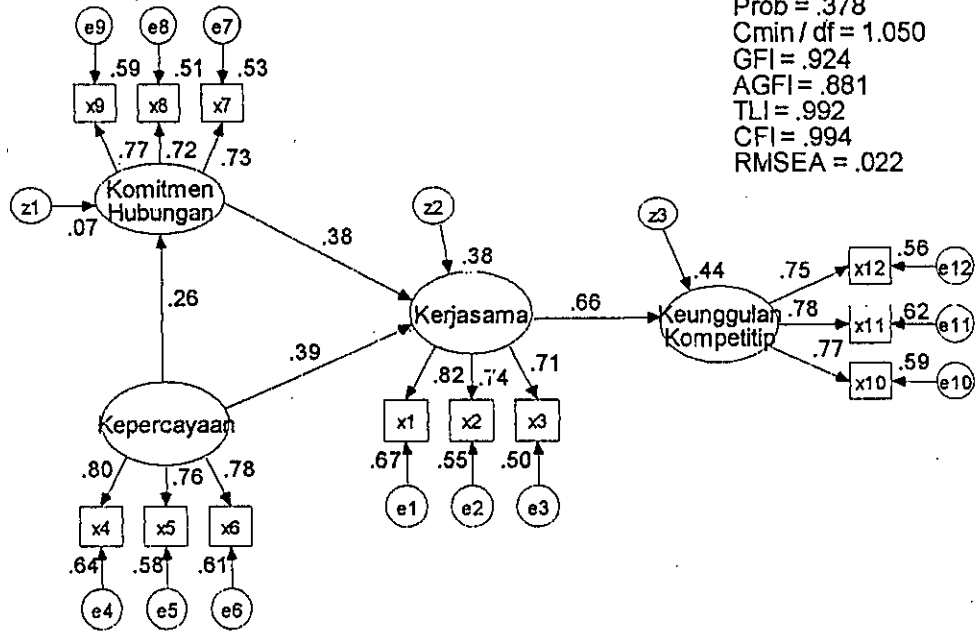 Prob = .378
Cmin / df = 1.050
GFI = .924
AGFI = .881
TLI = .992
CFI = .994
RMSEA = .022
e9 e8 e7
.59 .51 .53
x9 x8 x7
.77 .72 .73
Komitmen
Hubungan
z1
.07
z2
.38
z3
.44
.38
.26
.39
Kerjasama
.66
Keunggulan
Kompetitip
.75 x12 .56 e12
.78 x11 .62 e11
.77 x10 .59 e10
.82 .74 .71
x1 x2 x3
.67 .55 .50
e1 e2 e3
Kepercayaan
.80 .76 .78
x4 x5 x6
.64 .58 .61
e4 e5 e6